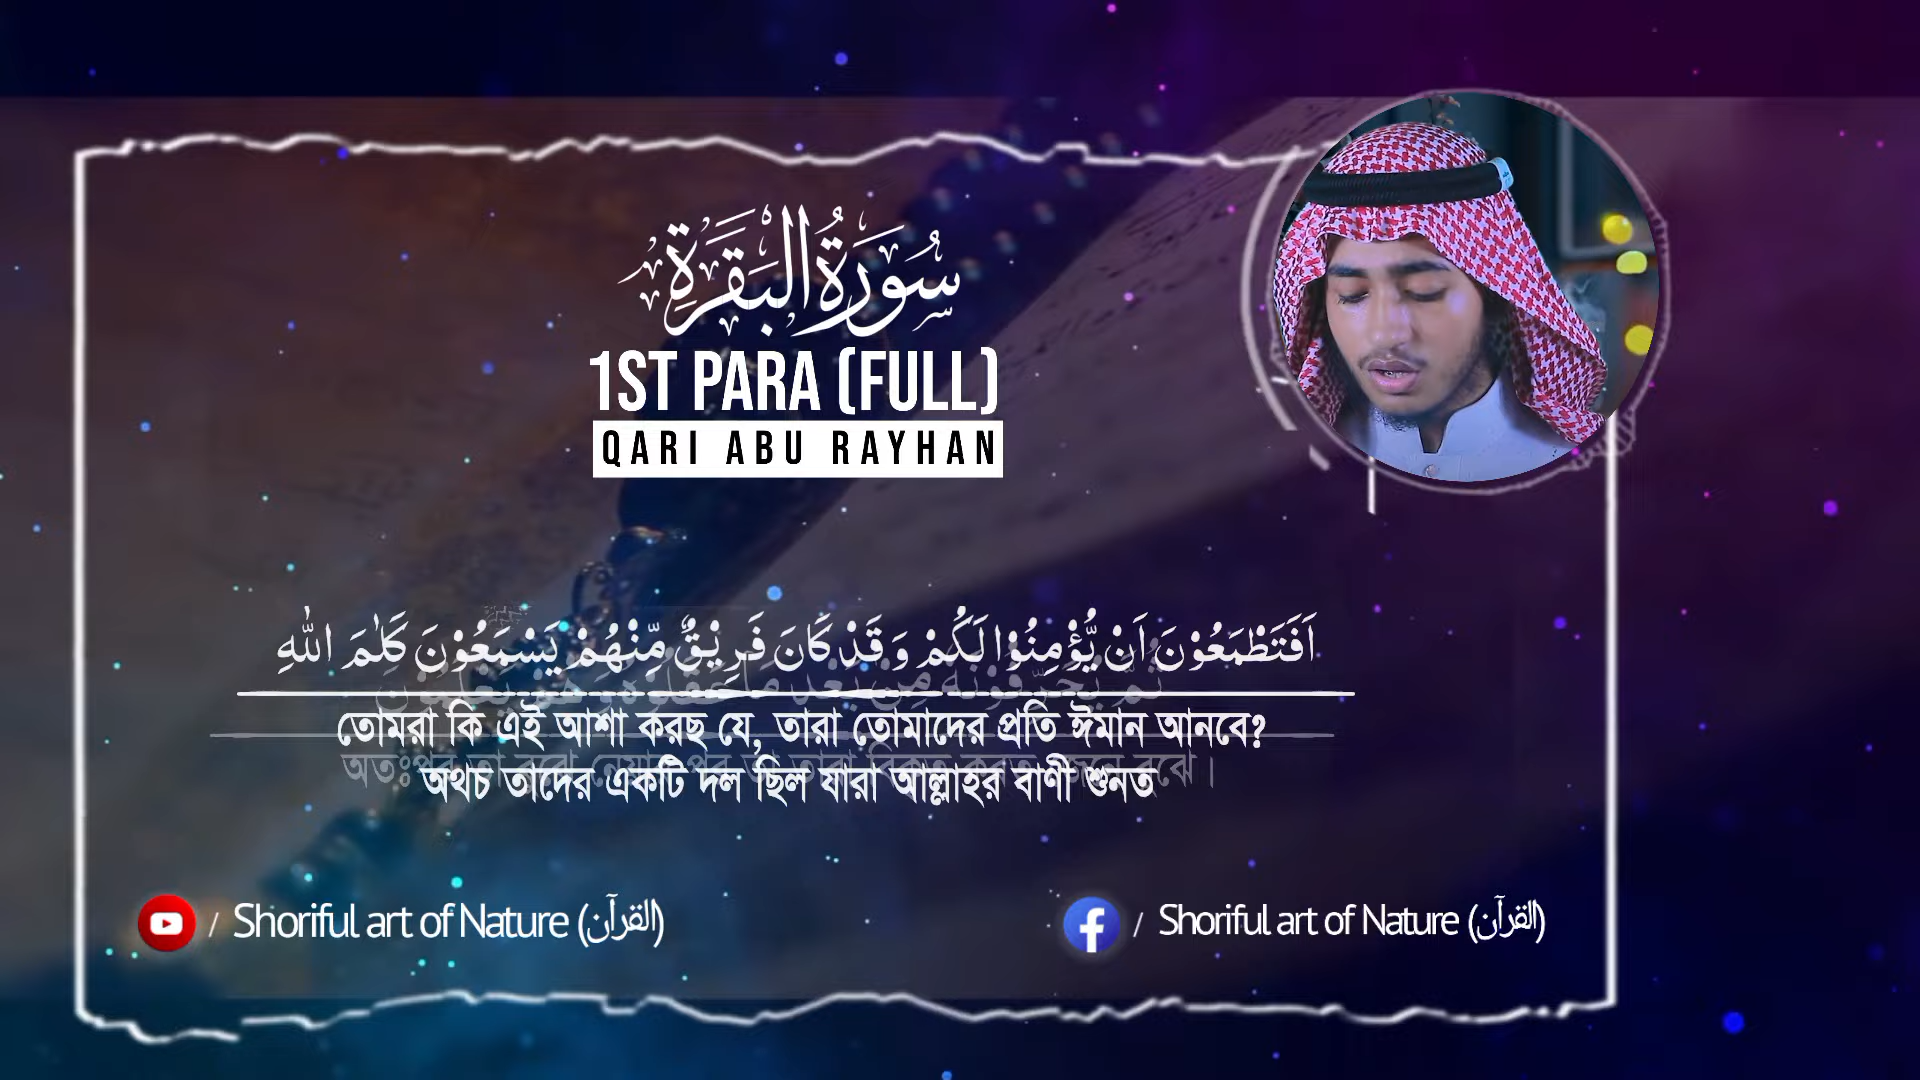 سُورَةُ البَقَرَةِ
1ST PARA (FULL)
QARI ABU RAYHAN
اَفَتَطْمَعُوْنَ اَنْ يُّؤْمِنُوْا لَكُمْ وَ قَدْ كَانَ فَرِيْقٌ مِّنْهُمْ يَسْمَعُوْنَ كَلٰمَ اللّٰهِ
তোমরা কি এই আশা করছ যে, তারা তোমাদের প্রতি ঈমান আনবে?
অথচ তাদের একটি দল ছিল যারা আল্লাহর বাণী শুনত
/ Shoriful art of Nature (القرآن)
/ Shoriful art of Nature (القرآن)